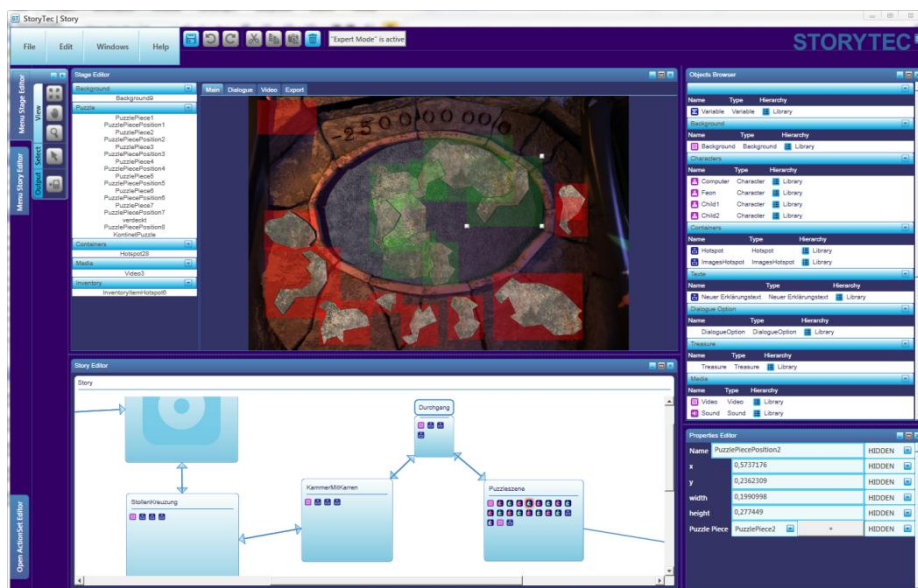 StoryTec | Story
File Edit Windows Help
"Expert Mode" is active
STORYTEC
Menu Stage Editor
Menu Story Editor
Open ActionSet Editor
View
Select
Output
Stage Editor
Background
Background9
Puzzle
PuzzlePiece1
PuzzlePiecePosition1
PuzzlePiece2
PuzzlePiecePosition2
PuzzlePiece3
PuzzlePiecePosition3
PuzzlePiece4
PuzzlePiecePosition4
PuzzlePiece5
PuzzlePiecePosition5
PuzzlePiece6
PuzzlePiecePosition6
PuzzlePiece7
PuzzlePiecePosition7
verdeckt
PuzzlePiecePosition8
KontinetPuzzle
Containers
Hotspot28
Media
Video3
Inventory
InventoryItemHotspot6
Main Dialogue Video Export
2500000000
Story Editor
Story
Durchgang
StollenKreuzung
KammerMitKarren
Puzzleszene
Objects Browser
Name Type Hierarchy
Variable Variable Library
Background
Name Type Hierarchy
Background Background Library
Characters
Name Type Hierarchy
Computer Character Library
Feon Character Library
Child1 Character Library
Child2 Character Library
Containers
Name Type Hierarchy
Hotspot Hotspot Library
ImagesHotspot ImagesHotspot Library
Texte
Name Type Hierarchy
Neuer Erklärungstext Neuer Erklärungstext Library
Dialogue Option
Name Type Hierarchy
DialogueOption DialogueOption Library
Treasure
Name Type Hierarchy
Treasure Treasure Library
Media
Name Type Hierarchy
Video Video Library
Sound Sound Library
Properties Editor
Name PuzzlePiecePosition2 HIDDEN
x 0,5737176 HIDDEN
y 0,2362309 HIDDEN
width 0,1990998 HIDDEN
height 0,277449 HIDDEN
Puzzle Piece PuzzlePiece2 + HIDDEN